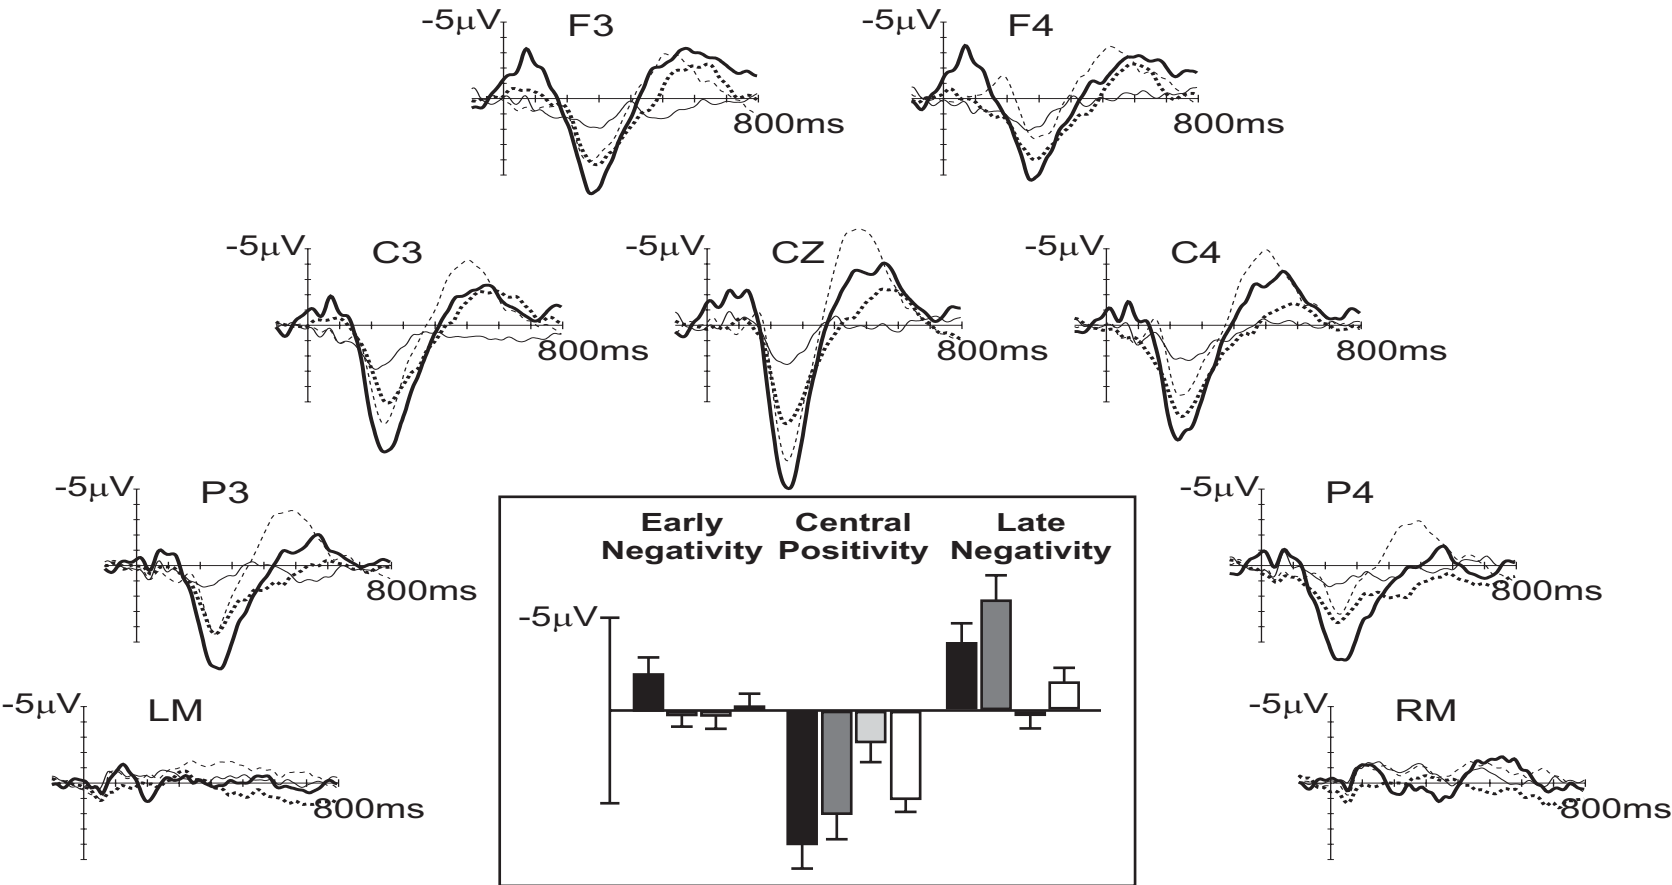 -5μV F3
800ms
-5μV F4
800ms
-5μV C3
800ms
-5μV CZ
800ms
-5μV C4
800ms
-5μV P3
800ms
-5μV P4
800ms
Early
Negativity
Central
Positivity
Late
Negativity
-5μV
-5μV LM
800ms
-5μV RM
800ms